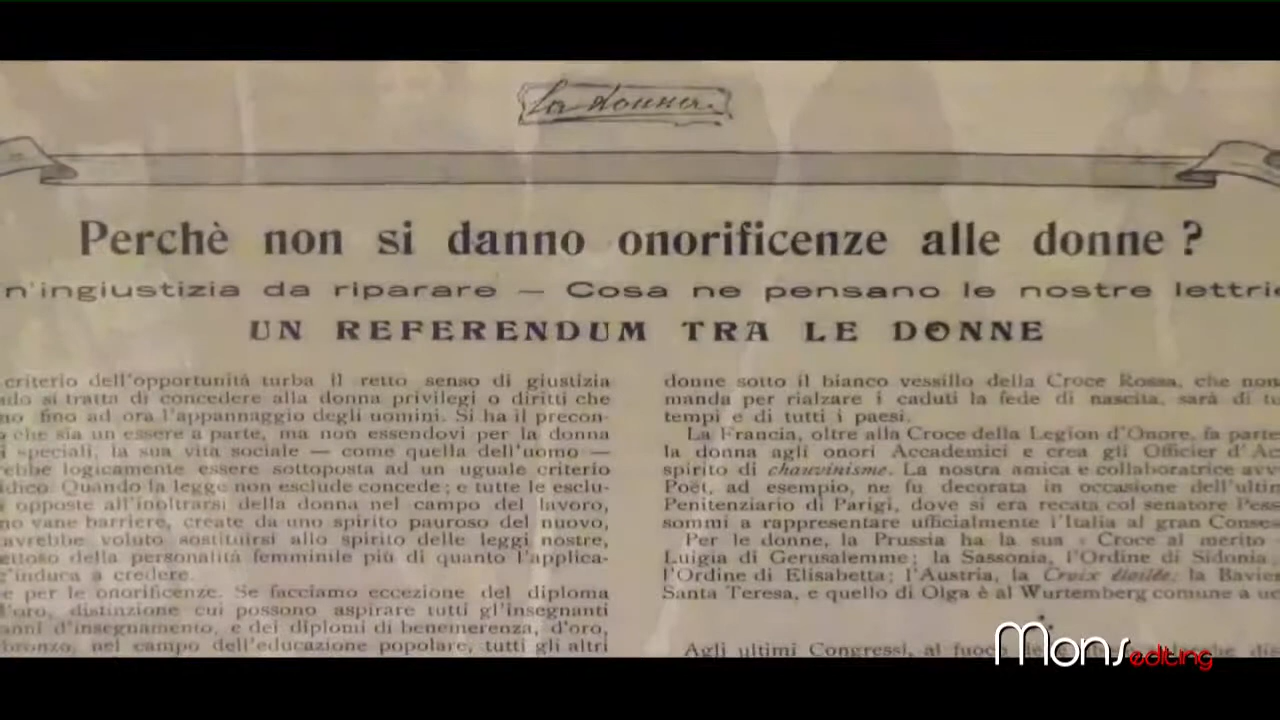 la donna.
Perchè non si danno onorificenze alle donne ?
n'ingiustizia da riparare — Cosa ne pensano le nostre lettric
UN REFERENDUM TRA LE DONNE
criterio dell'opportunità turba il retto senso di giustizia
si tratta di concedere alla donna privilegi o diritti che
no fino ad ora l'appannaggio degli uomini. Si ha il precon-
che sia un essere a parte, ma non essendovi per la donna
speciali, la sua vita sociale — come quella dell'uomo —
ebbe logicamente essere sottoposta ad un uguale criterio
idico. Quando la legge non esclude concede; e tutte le esclu-
opposte all'inoltrarsi della donna nel campo del lavoro,
no vane barriere, create da uno spirito pauroso del nuovo,
avrebbe voluto sostituirsi allo spirito delle leggi nostre,
ettoso della personalità femminile più di quanto l'applica-
e'induca a credere.
e per le onorificenze. Se facciamo eccezione del diploma
l'oro, distinzione cui possono aspirare tutti gl'insegnanti
anni d'insegnamento, e dei diplomi di benemerenza, d'oro,
bronzo, nel campo dell'educazione popolare, tutti gli altri
donne sotto il bianco vessillo della Croce Rossa, che non
manda per rialzare i caduti la fede di nascita, sarà di tu
tempi e di tutti i paesi.
La Francia, oltre alla Croce della Legion d'Onore, fa parte
la donna agli onori Accademici e crea gli Officier d'Ac
spirito di chauvinisme. La nostra amica e collaboratrice avv
Poët, ad esempio, ne fu decorata in occasione dell'ultim
Penitenziario di Parigi, dove si era recata col senatore Pess
sommi a rappresentare ufficialmente l'Italia al gran Conse
Per le donne, la Prussia ha la sua « Croce al merito
Luigia di Gerusalemme; la Sassonia, l'Ordine di Sidonia,
l'Ordine di Elisabetta; l'Austria, la Croix étoilée; la Bavies
Santa Teresa, e quello di Olga è al Wurtemberg comune a uo
Agli ultimi Congressi, al fuoco
Mons editing